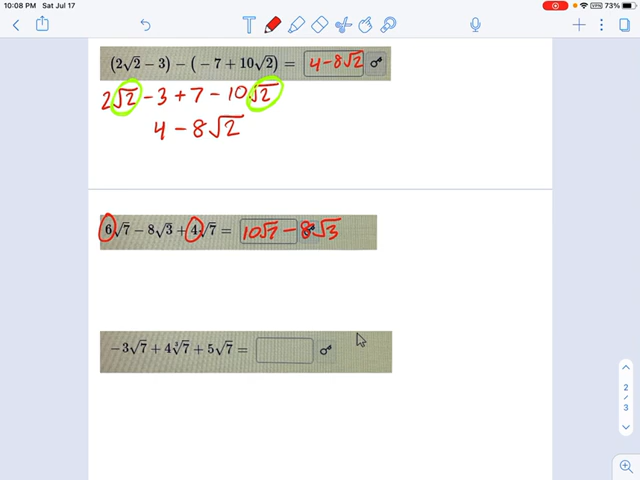 10:08 PM Sat Jul 17
73%
T
(2√2 − 3) − (− 7 + 10√2) = 4 − 8√2
2√2 − 3 + 7 − 10√2
4 − 8√2
6√7 − 8√3 + 4√7 = 10√7 − 8√3
−3√7 + 4∛7 + 5√7 =
2
/
3